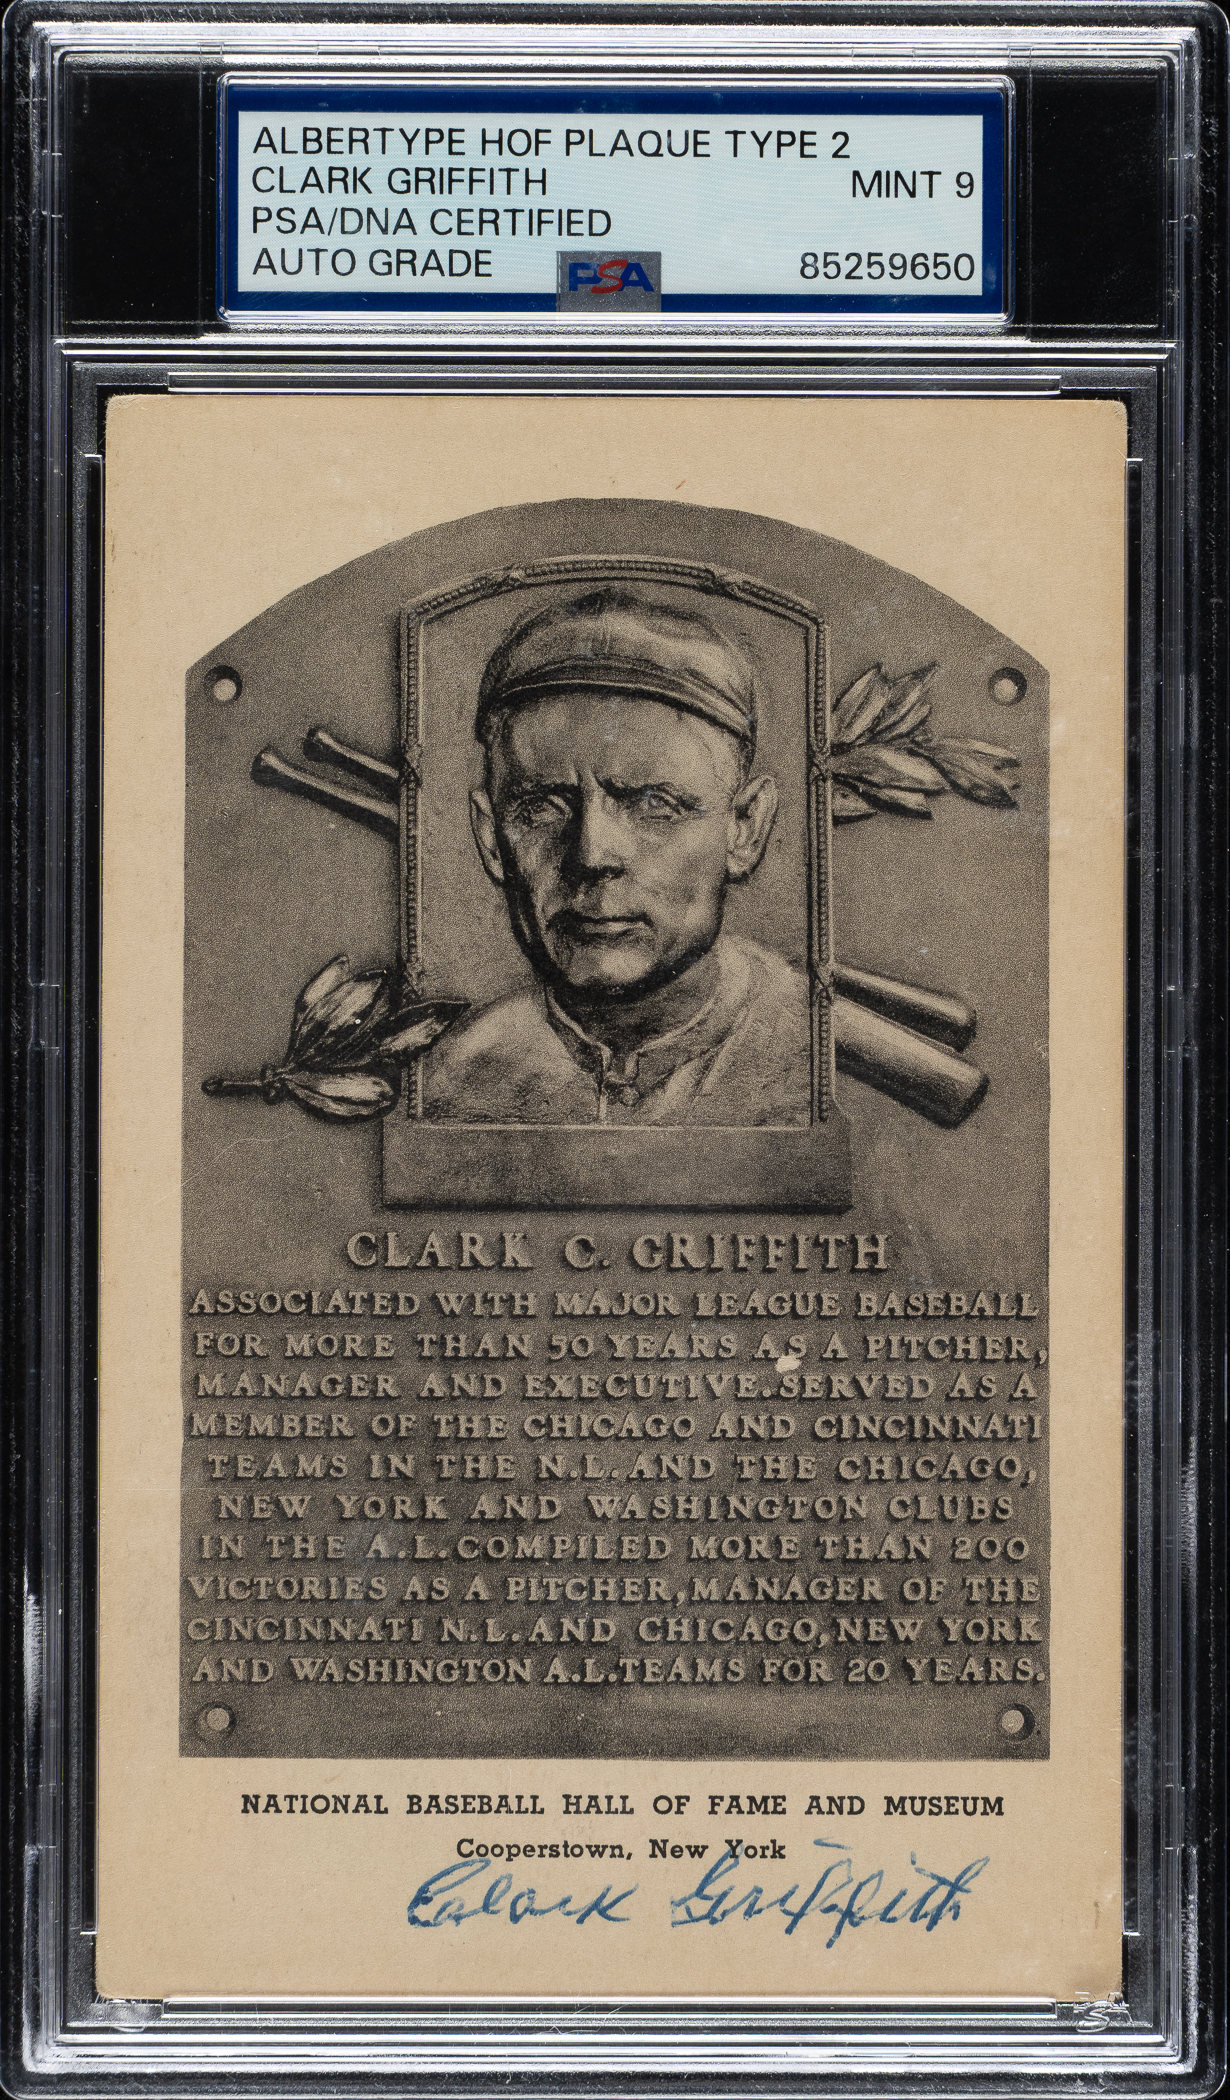 ALBERTYPE HOF PLAQUE TYPE 2
CLARK GRIFFITH MINT 9
PSA/DNA CERTIFIED
AUTO GRADE 85259650
PSA
CLARK C. GRIFFITH
ASSOCIATED WITH MAJOR LEAGUE BASEBALL
FOR MORE THAN 50 YEARS AS A PITCHER,
MANAGER AND EXECUTIVE. SERVED AS A
MEMBER OF THE CHICAGO AND CINCINNATI
TEAMS IN THE N.L. AND THE CHICAGO,
NEW YORK AND WASHINGTON CLUBS
IN THE A.L. COMPILED MORE THAN 200
VICTORIES AS A PITCHER, MANAGER OF THE
CINCINNATI N.L. AND CHICAGO, NEW YORK
AND WASHINGTON A.L. TEAMS FOR 20 YEARS.
NATIONAL BASEBALL HALL OF FAME AND MUSEUM
Cooperstown, New York
Clark Griffith